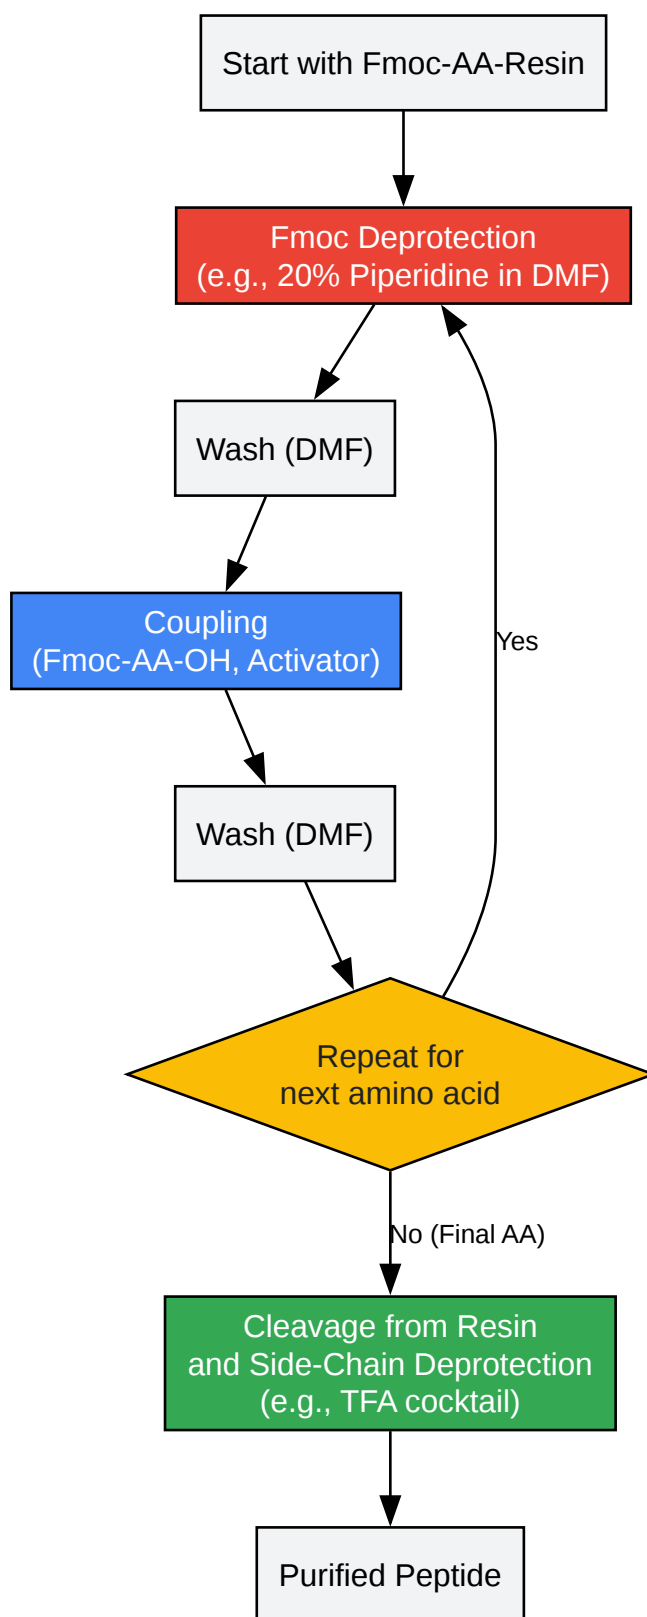 Start with Fmoc-AA-Resin
Fmoc Deprotection
(e.g., 20% Piperidine in DMF)
Wash (DMF)
Coupling
(Fmoc-AA-OH, Activator)
Yes
Wash (DMF)
Repeat for
next amino acid
No (Final AA)
Cleavage from Resin
and Side-Chain Deprotection
(e.g., TFA cocktail)
Purified Peptide